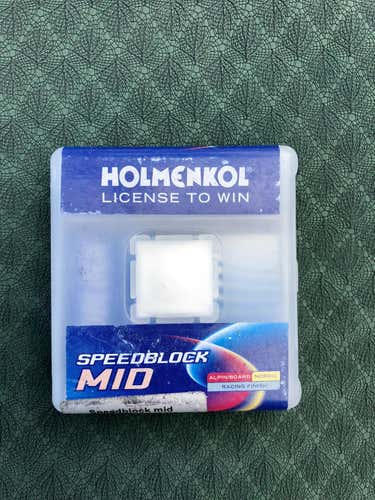 HOLMENKOL
LICENSE TO WIN
SPEEDBLOCK
MID
ALPIN/BOARD NORDIC
RACING FINISH
Speedblock mid